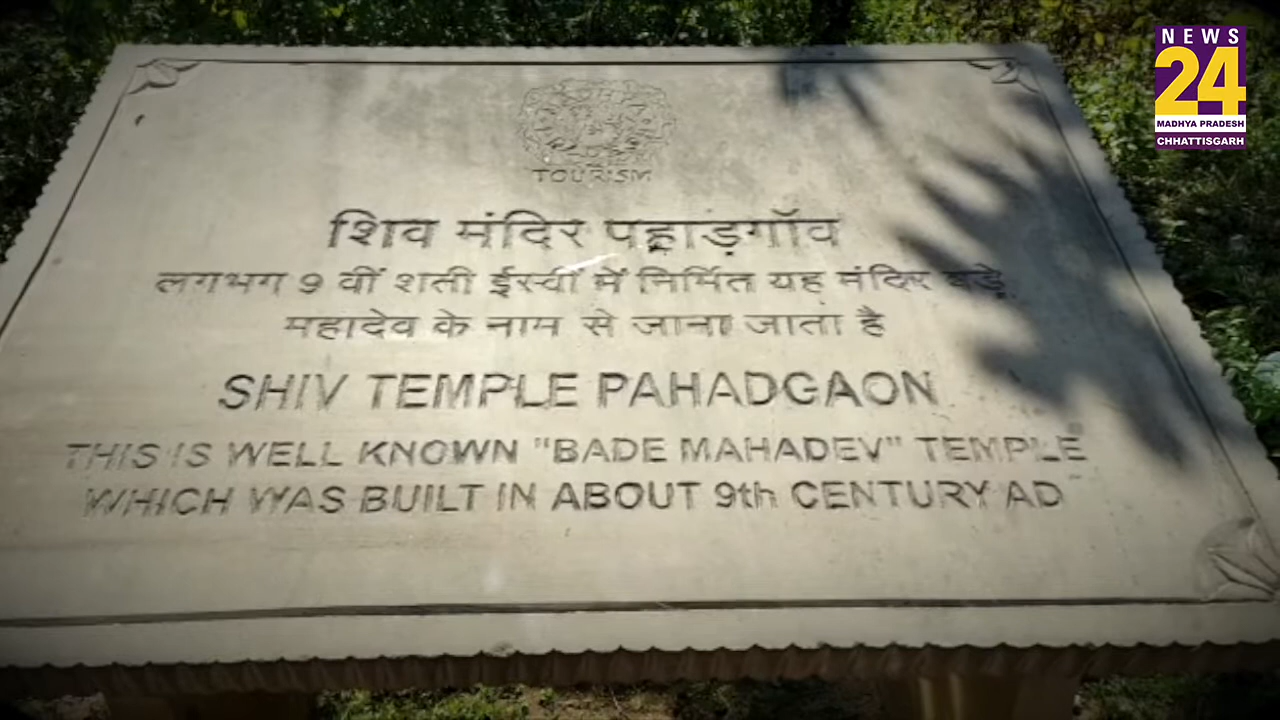 NEWS
24
MADHYA PRADESH
CHHATTISGARH
TOURISM
शिव मंदिर पहाड़गाॅव
लगभग 9 वीं शती ईस्वी में निर्मित यह मंदिर बड़े
महादेव के नाम से जाना जाता है
SHIV TEMPLE PAHADGAON
THIS IS WELL KNOWN "BADE MAHADEV" TEMPLE
WHICH WAS BUILT IN ABOUT 9th CENTURY AD